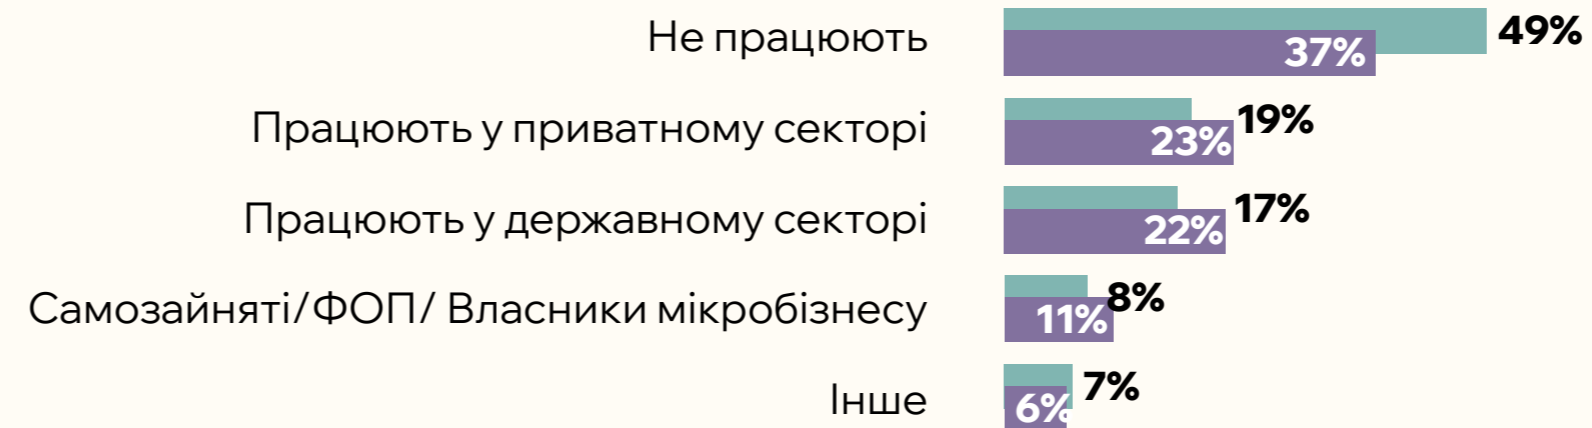 Не працюють 49%
37%
Працюють у приватному секторі 19%
23%
Працюють у державному секторі 17%
22%
Самозайняті/ФОП/ Власники мікробізнесу 8%
11%
Інше 7%
6%